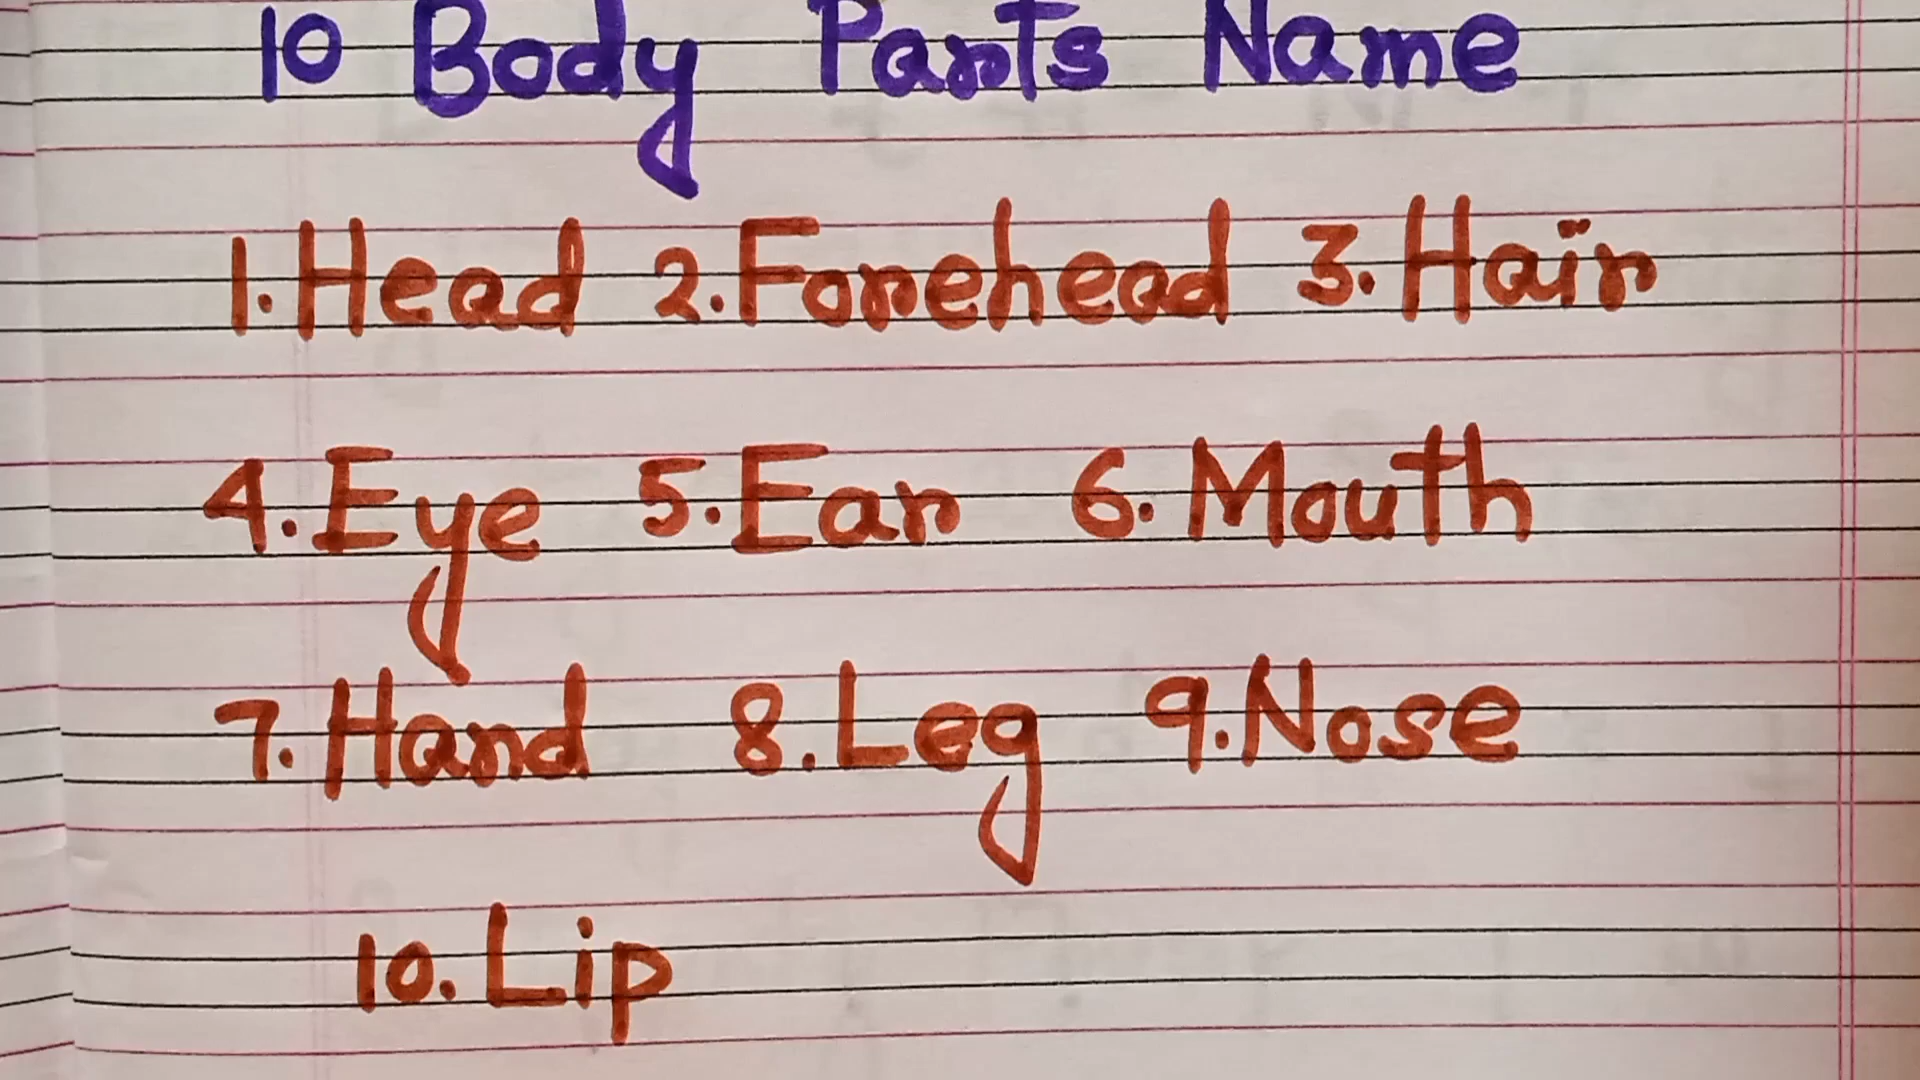 10 Body Parts Name
1. Head 2. Forehead 3. Hair
4. Eye 5. Ear 6. Mouth
7. Hand 8. Leg 9. Nose
10. Lip